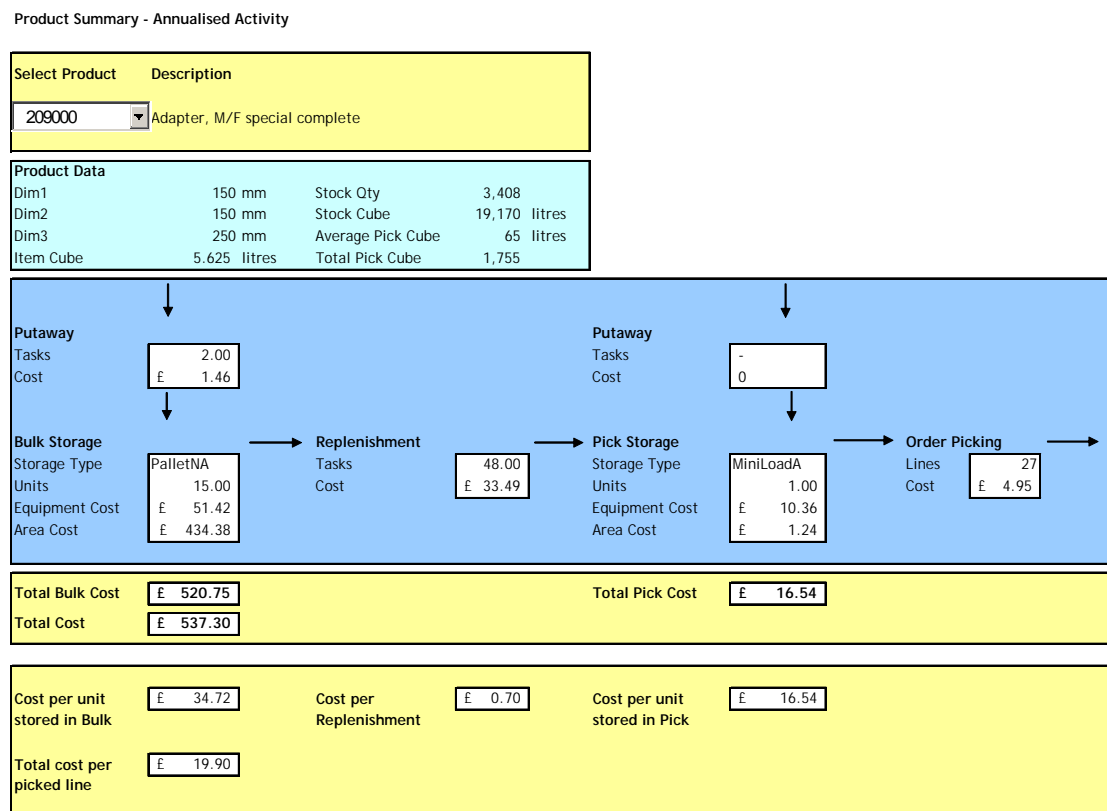 Product Summary - Annualised Activity
Select Product Description
209000 Adapter, M/F special complete
Product Data
Dim1 150 mm Stock Qty 3,408
Dim2 150 mm Stock Cube 19,170 litres
Dim3 250 mm Average Pick Cube 65 litres
Item Cube 5.625 litres Total Pick Cube 1,755
Putaway Putaway
Tasks 2.00 Tasks -
Cost £ 1.46 Cost 0
Bulk Storage Replenishment Pick Storage Order Picking
Storage Type PalletNA Tasks 48.00 Storage Type MiniLoadA Lines 27
Units 15.00 Cost £ 33.49 Units 1.00 Cost £ 4.95
Equipment Cost £ 51.42 Equipment Cost £ 10.36
Area Cost £ 434.38 Area Cost £ 1.24
Total Bulk Cost £ 520.75 Total Pick Cost £ 16.54
Total Cost £ 537.30
Cost per unit £ 34.72 Cost per £ 0.70 Cost per unit £ 16.54
stored in Bulk Replenishment stored in Pick
Total cost per £ 19.90
picked line